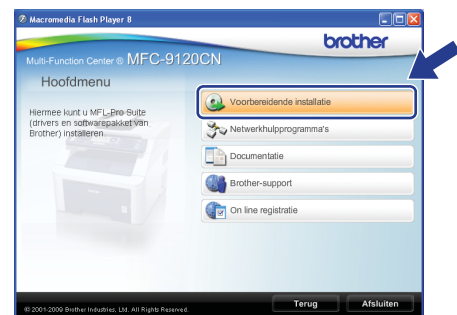 Macromedia Flash Player 8
brother
Multi-Function Center ® MFC-9120CN
Hoofdmenu
Hiermee kunt u MFL-Pro Suite
(drivers en softwarepakket van
Brother) installeren
Voorbereidende installatie
Netwerkhulpprogramma's
Documentatie
Brother-support
On line registratie
© 2001-2009 Brother Industries, Ltd. All Rights Reserved.
Terug
Afsluiten